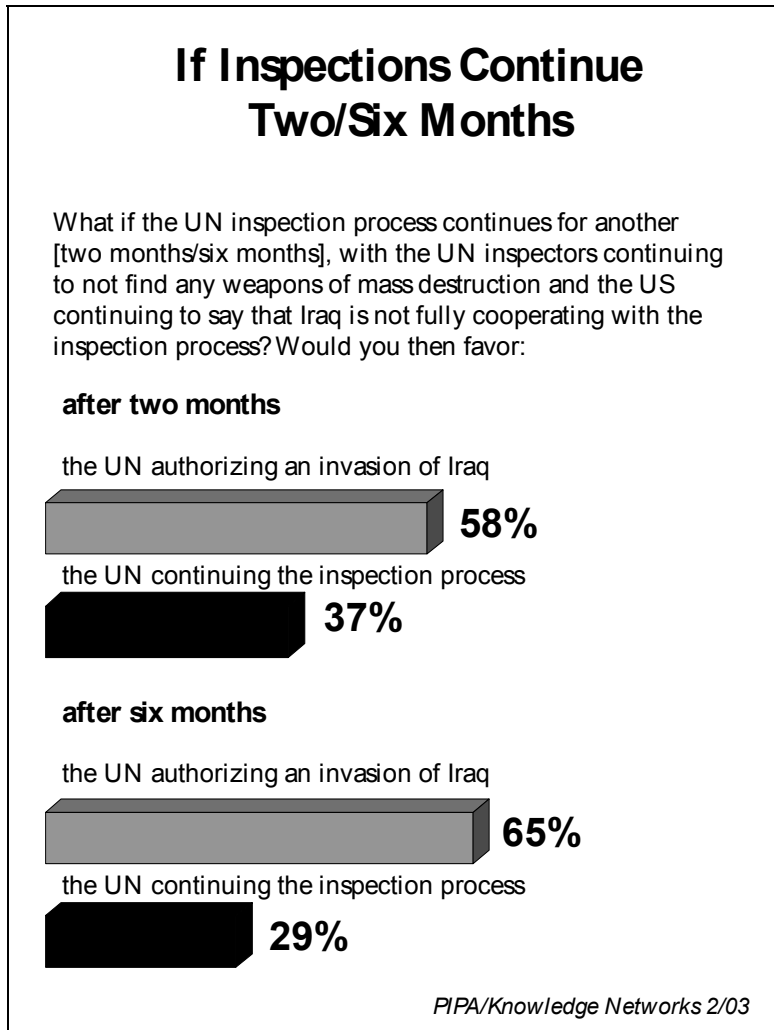 If Inspections Continue
Two/Six Months
What if the UN inspection process continues for another
[two months/six months], with the UN inspectors continuing
to not find any weapons of mass destruction and the US
continuing to say that Iraq is not fully cooperating with the
inspection process? Would you then favor:
after two months
the UN authorizing an invasion of Iraq
58%
the UN continuing the inspection process
37%
after six months
the UN authorizing an invasion of Iraq
65%
the UN continuing the inspection process
29%
PIPA/Knowledge Networks 2/03